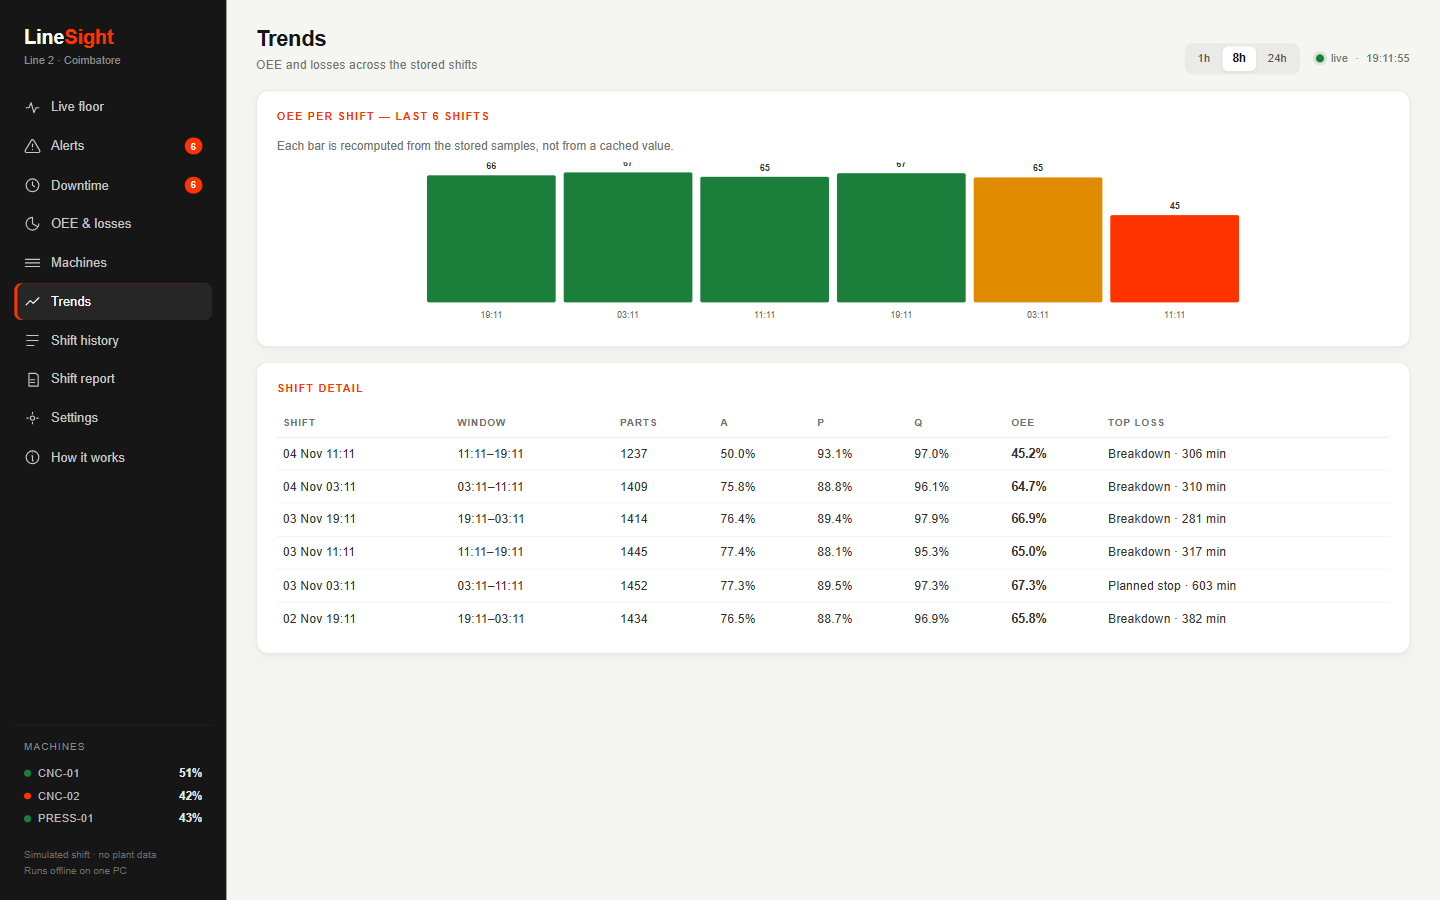 LineSight
Line 2 · Coimbatore
Live floor
Alerts 6
Downtime 6
OEE & losses
Machines
Trends
Shift history
Shift report
Settings
How it works
MACHINES
CNC-01 51%
CNC-02 42%
PRESS-01 43%
Simulated shift · no plant data
Runs offline on one PC
Trends
OEE and losses across the stored shifts
1h 8h 24h live · 19:11:55
OEE PER SHIFT — LAST 6 SHIFTS
Each bar is recomputed from the stored samples, not from a cached value.
66 67 65 67 65 45
19:11 03:11 11:11 19:11 03:11 11:11
SHIFT DETAIL
SHIFT WINDOW PARTS A P Q OEE TOP LOSS
04 Nov 11:11 11:11–19:11 1237 50.0% 93.1% 97.0% 45.2% Breakdown · 306 min
04 Nov 03:11 03:11–11:11 1409 75.8% 88.8% 96.1% 64.7% Breakdown · 310 min
03 Nov 19:11 19:11–03:11 1414 76.4% 89.4% 97.9% 66.9% Breakdown · 281 min
03 Nov 11:11 11:11–19:11 1445 77.4% 88.1% 95.3% 65.0% Breakdown · 317 min
03 Nov 03:11 03:11–11:11 1452 77.3% 89.5% 97.3% 67.3% Planned stop · 603 min
02 Nov 19:11 19:11–03:11 1434 76.5% 88.7% 96.9% 65.8% Breakdown · 382 min